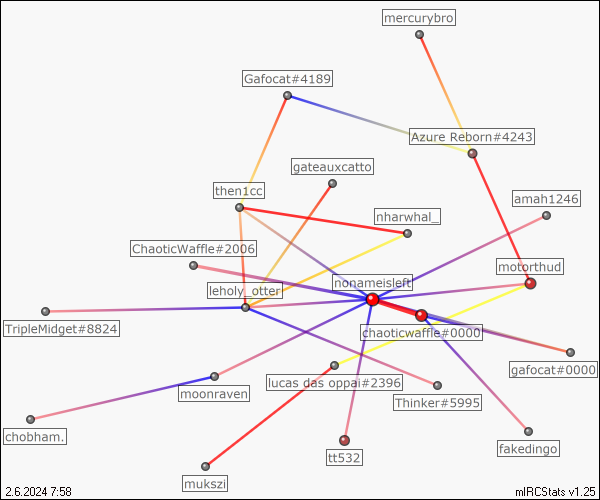 mercurybro
Gafocat#4189
Azure Reborn#4243
gateauxcatto
then1cc
amah1246
nharwhal_
ChaoticWaffle#2006
motorthud
nonameisleft
leholy_otter
TripleMidget#8824
chaoticwaffle#0000
gafocat#0000
lucas das oppai#2396
moonraven
Thinker#5995
chobham.
fakedingo
tt532
mukszi
2.6.2024 7:58
mIRCStats v1.25